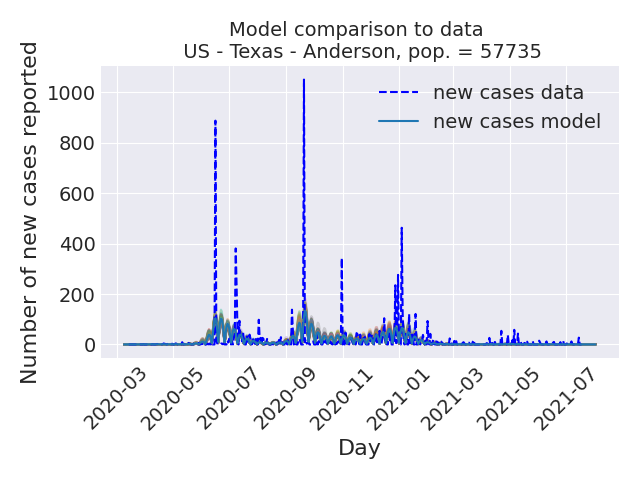 Model comparison to data
US - Texas - Anderson, pop. = 57735
Number of new cases reported
1000
800
600
400
200
0
new cases data
new cases model
2020-03
2020-05
2020-07
2020-09
2020-11
2021-01
2021-03
2021-05
2021-07
Day